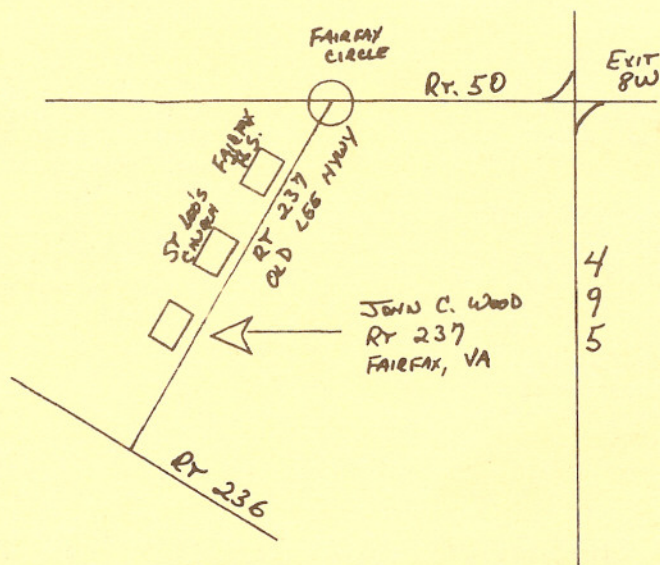 FAIRFAX
CIRCLE
EXIT
8W
RT. 50
FAIRFAX
H.S.
ST LEO'S
CHURCH
RT 237
OLD LEE HYWY
4
9
5
JOHN C. WOOD
RT 237
FAIRFAX, VA
RT 236